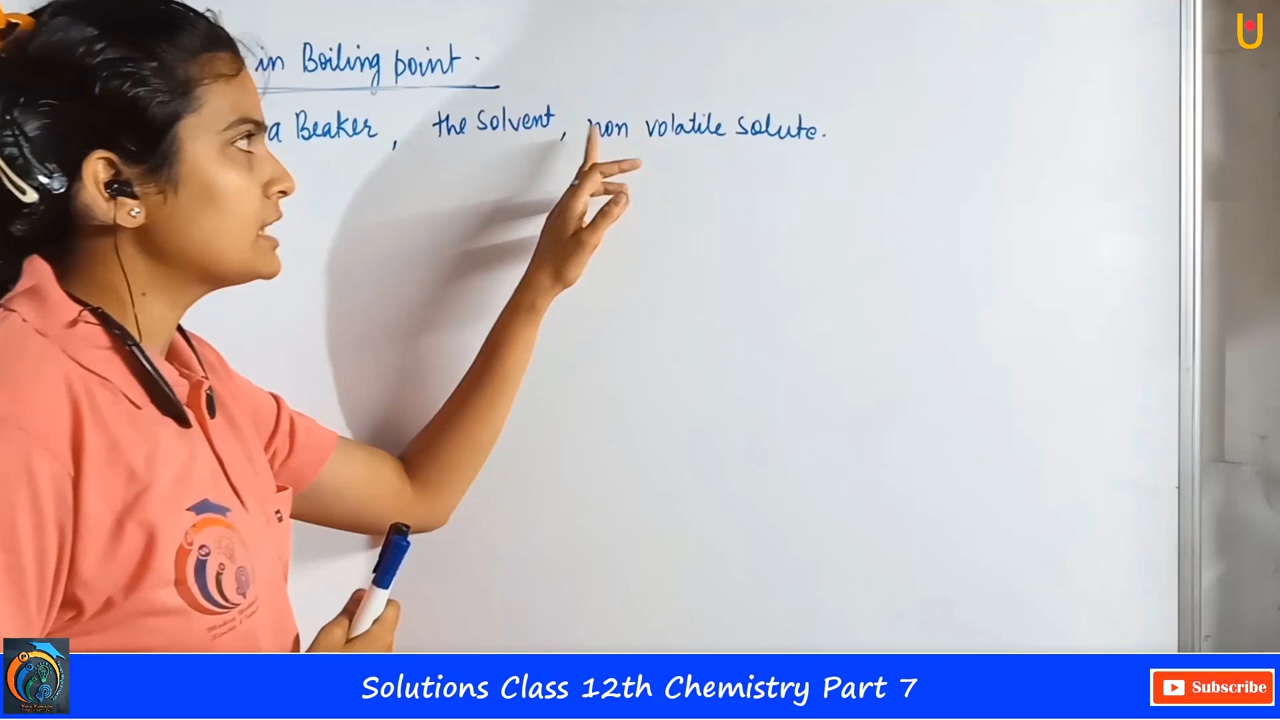 in Boiling point.
a Beaker, the Solvent, non volatile Solute.
Solutions Class 12th Chemistry Part 7
Subscribe